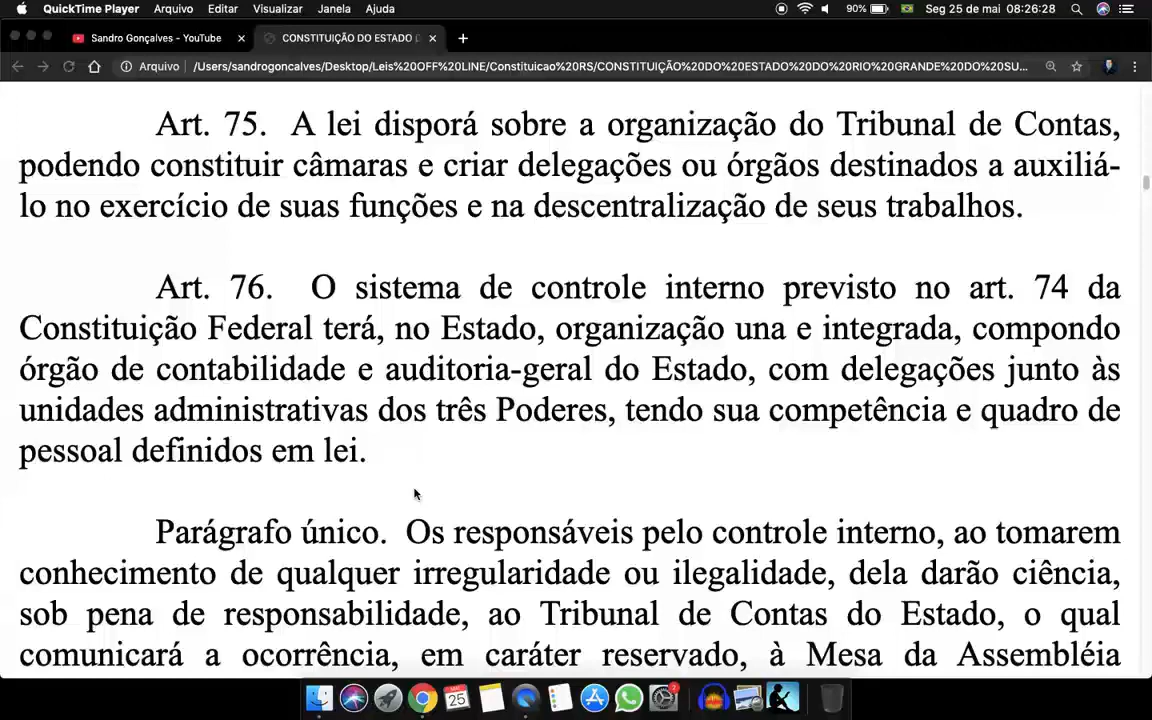 QuickTime Player Arquivo Editar Visualizar Janela Ajuda 90% Seg 25 de mai 08:26:28
Sandro Gonçalves - YouTube × CONSTITUIÇÃO DO ESTADO × +
Arquivo /Users/sandrogoncalves/Desktop/Leis%20OFF%20LINE/Constituicao%20RS/CONSTITUIÇÃO%20DO%20ESTADO%20DO%20RIO%20GRANDE%20DO%20SU...
Art. 75. A lei disporá sobre a organização do Tribunal de Contas,
podendo constituir câmaras e criar delegações ou órgãos destinados a auxiliá-
lo no exercício de suas funções e na descentralização de seus trabalhos.
Art. 76. O sistema de controle interno previsto no art. 74 da
Constituição Federal terá, no Estado, organização una e integrada, compondo
órgão de contabilidade e auditoria-geral do Estado, com delegações junto às
unidades administrativas dos três Poderes, tendo sua competência e quadro de
pessoal definidos em lei.
Parágrafo único. Os responsáveis pelo controle interno, ao tomarem
conhecimento de qualquer irregularidade ou ilegalidade, dela darão ciência,
sob pena de responsabilidade, ao Tribunal de Contas do Estado, o qual
comunicará a ocorrência, em caráter reservado, à Mesa da Assembléia
25